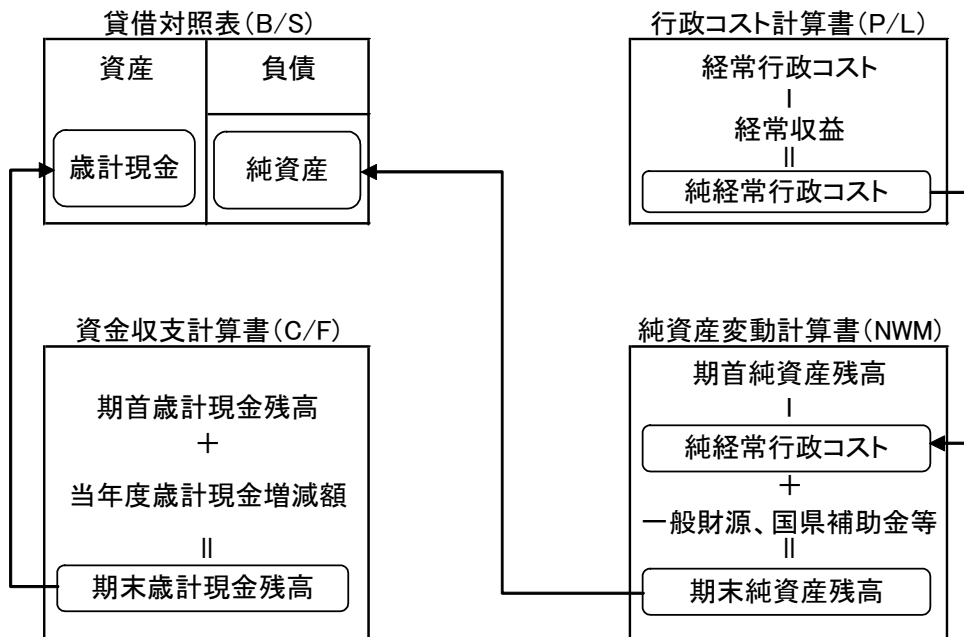 貸借対照表(B/S)
資産
負債
歳計現金
純資産
行政コスト計算書(P/L)
経常行政コスト
－
経常収益
＝
純経常行政コスト
資金収支計算書(C/F)
期首歳計現金残高
＋
当年度歳計現金増減額
＝
期末歳計現金残高
純資産変動計算書(NWM)
期首純資産残高
－
純経常行政コスト
＋
一般財源、国県補助金等
＝
期末純資産残高